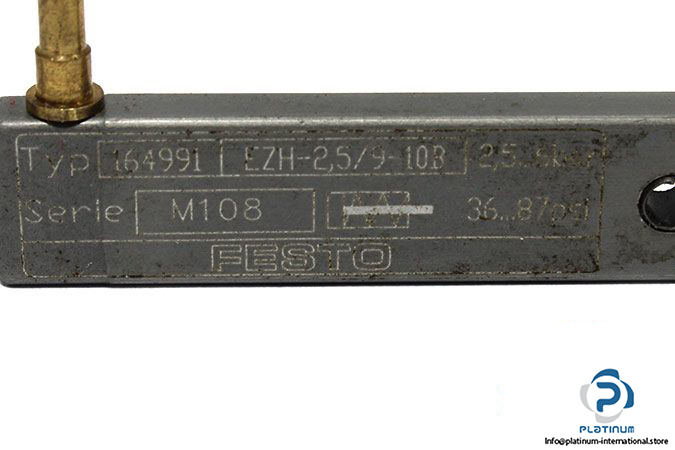 Typ 164991 EZH-2,5/9-10B 2,5...6bar
Serie M108 36...87psi
FESTO
PLATINUM
Info@platinum-international.store